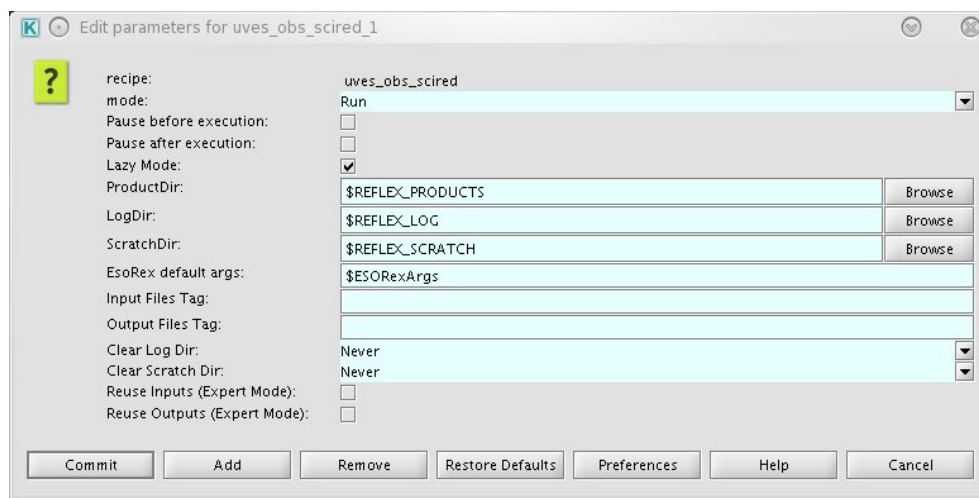 K Edit parameters for uves_obs_scired_1
?
recipe: uves_obs_scired
mode: Run
Pause before execution:
Pause after execution:
Lazy Mode:
ProductDir: $REFLEX_PRODUCTS Browse
LogDir: $REFLEX_LOG Browse
ScratchDir: $REFLEX_SCRATCH Browse
EsoRex default args: $ESORexArgs
Input Files Tag:
Output Files Tag:
Clear Log Dir: Never
Clear Scratch Dir: Never
Reuse Inputs (Expert Mode):
Reuse Outputs (Expert Mode):
Commit Add Remove Restore Defaults Preferences Help Cancel